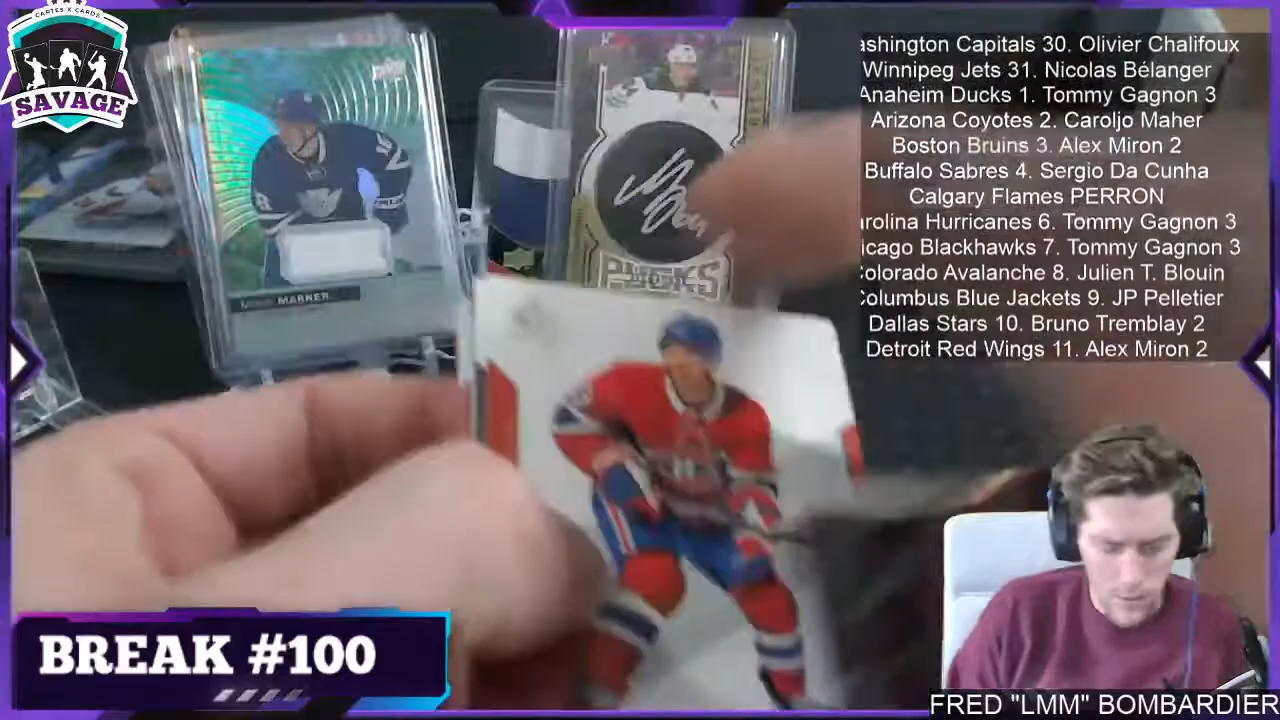 CARTES X CARDS
SAVAGE
ashington Capitals 30. Olivier Chalifoux
Winnipeg Jets 31. Nicolas Bélanger
Anaheim Ducks 1. Tommy Gagnon 3
Arizona Coyotes 2. Caroljo Maher
Boston Bruins 3. Alex Miron 2
Buffalo Sabres 4. Sergio Da Cunha
Calgary Flames PERRON
arolina Hurricanes 6. Tommy Gagnon 3
icago Blackhawks 7. Tommy Gagnon 3
Colorado Avalanche 8. Julien T. Blouin
Columbus Blue Jackets 9. JP Pelletier
Dallas Stars 10. Bruno Tremblay 2
Detroit Red Wings 11. Alex Miron 2
MARNER
PUCKS
BREAK #100
FRED "LMM" BOMBARDIER